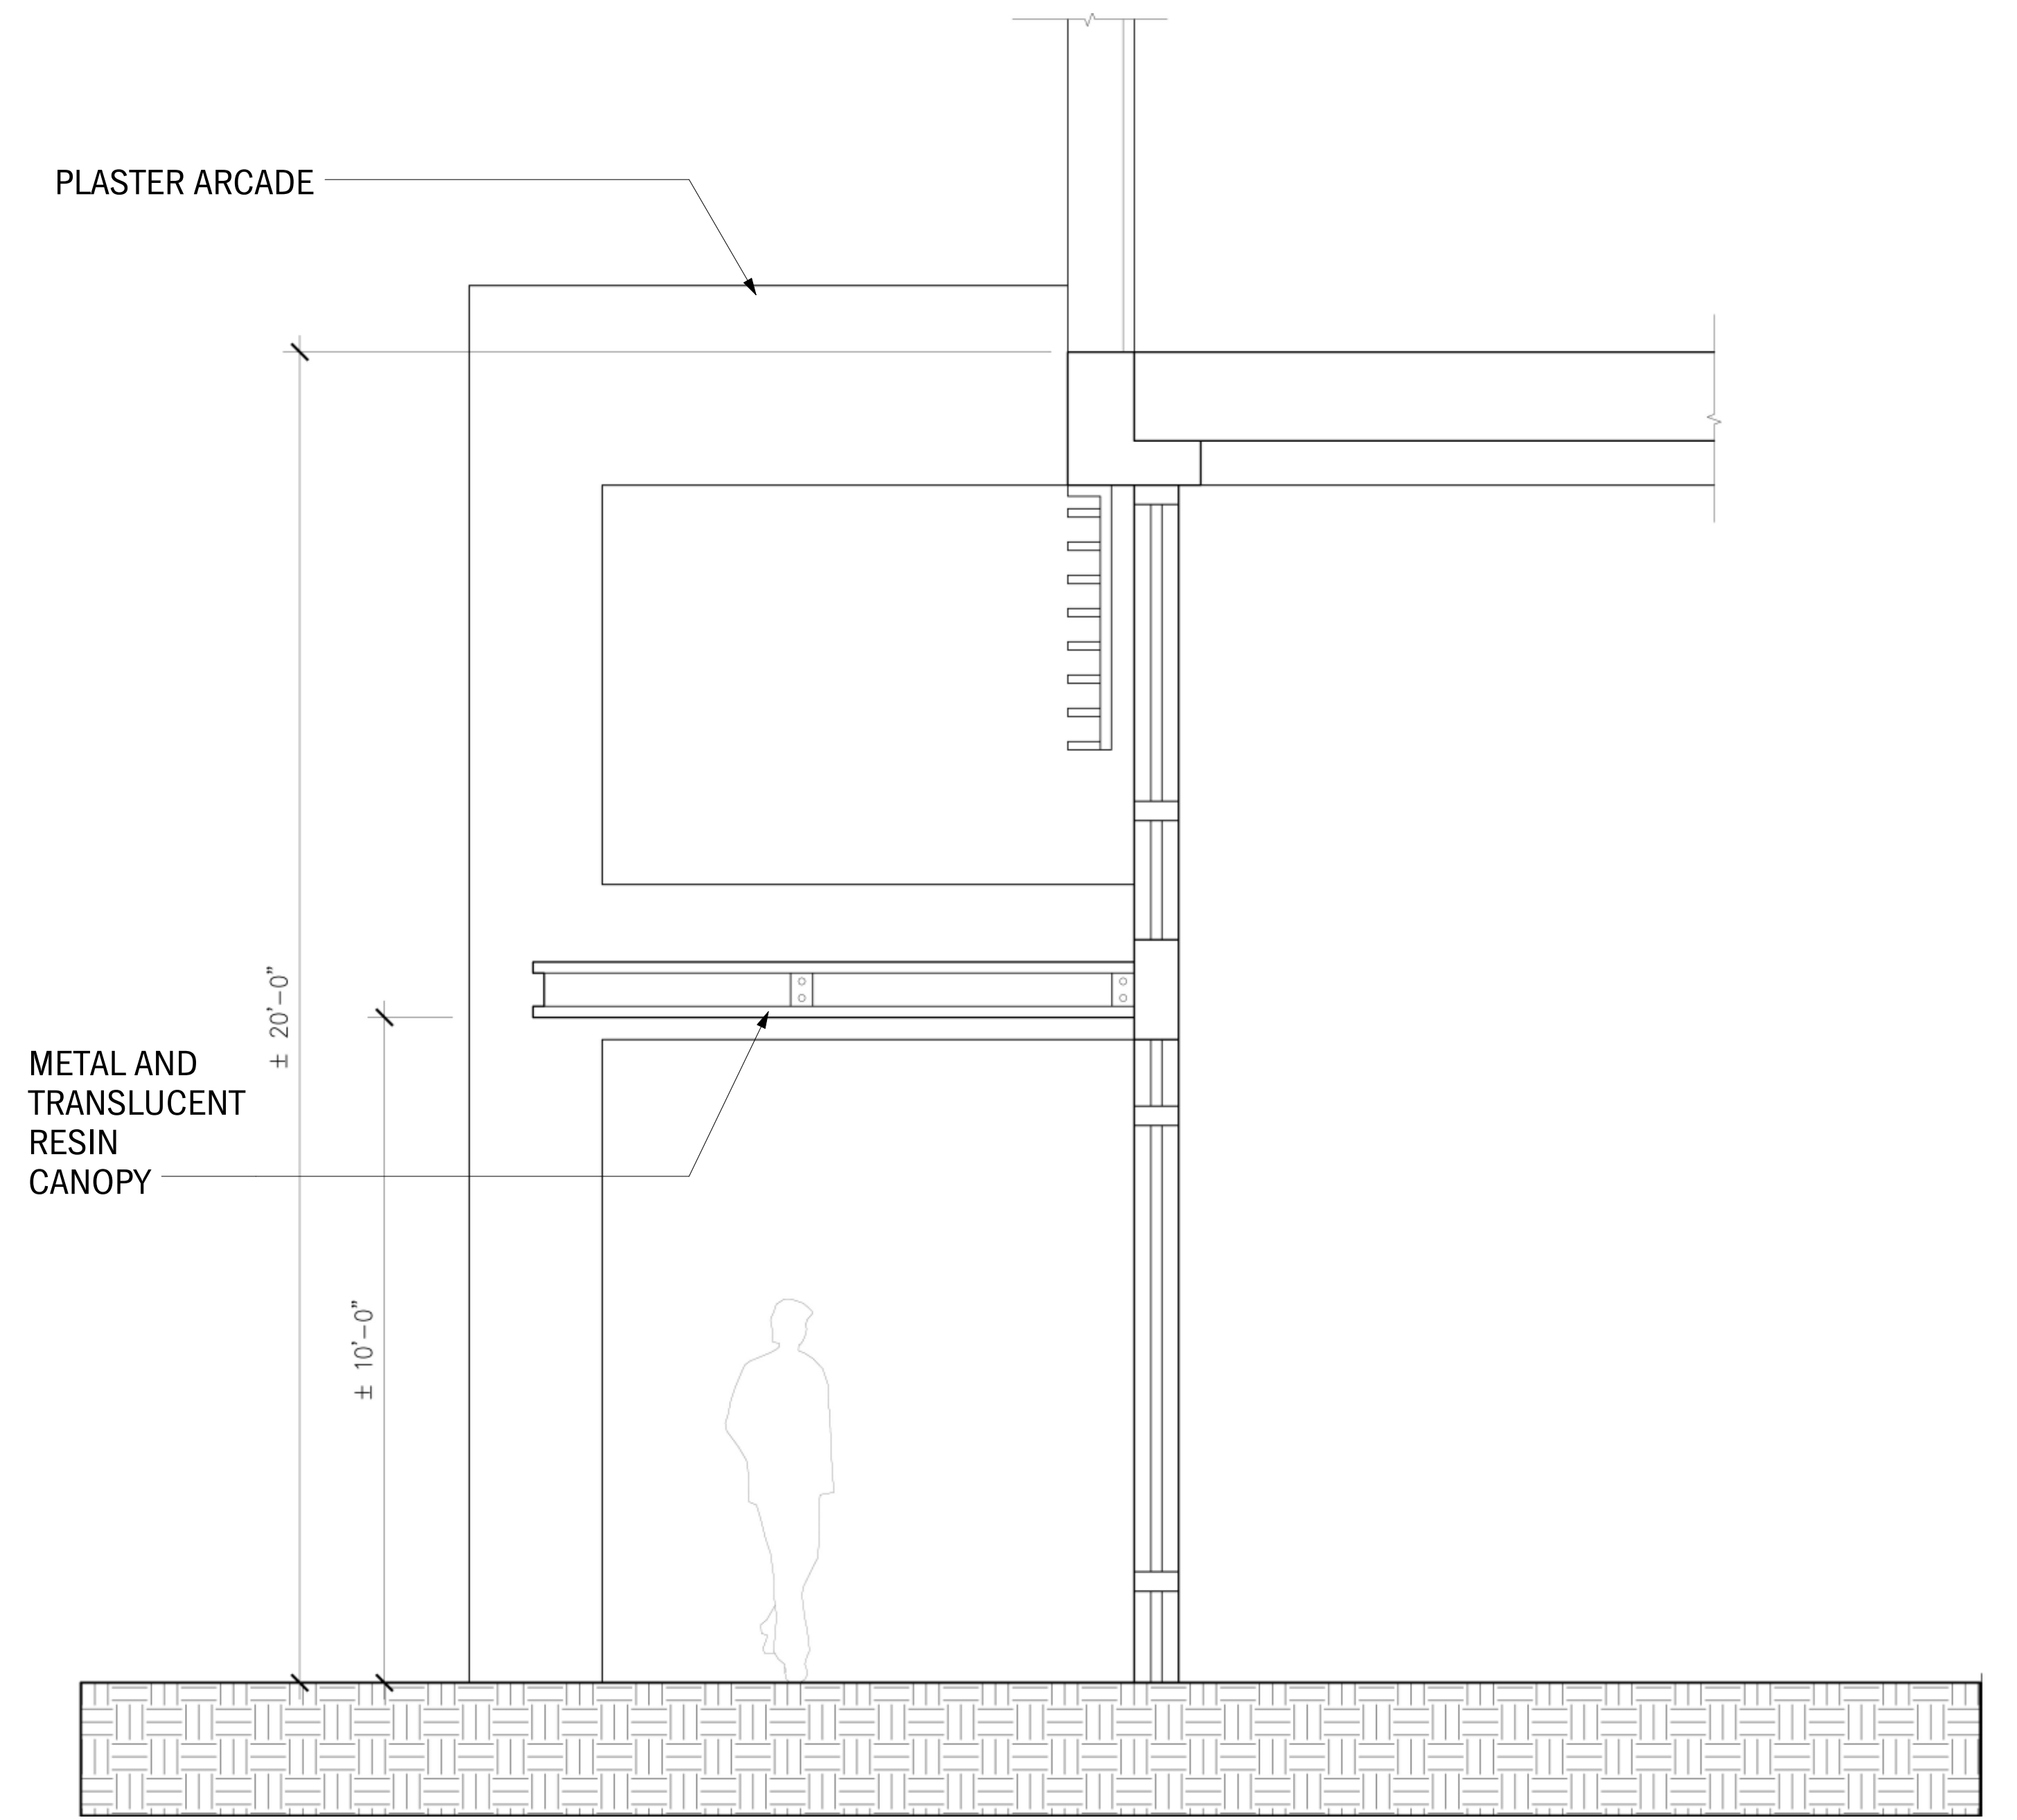 PLASTER ARCADE
± 20'-0"
METAL AND
TRANSLUCENT
RESIN
CANOPY
± 10'-0"